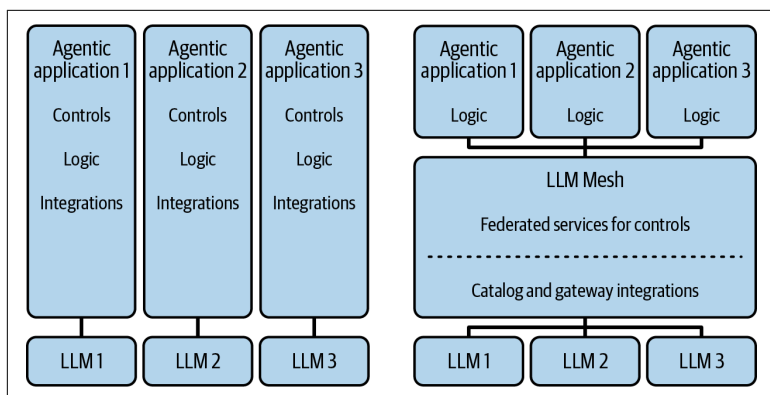 Agentic
application 1
Controls
Logic
Integrations
LLM 1
Agentic
application 2
Controls
Logic
Integrations
LLM 2
Agentic
application 3
Controls
Logic
Integrations
LLM 3
Agentic
application 1
Logic
Agentic
application 2
Logic
Agentic
application 3
Logic
LLM Mesh
Federated services for controls
Catalog and gateway integrations
LLM 1
LLM 2
LLM 3